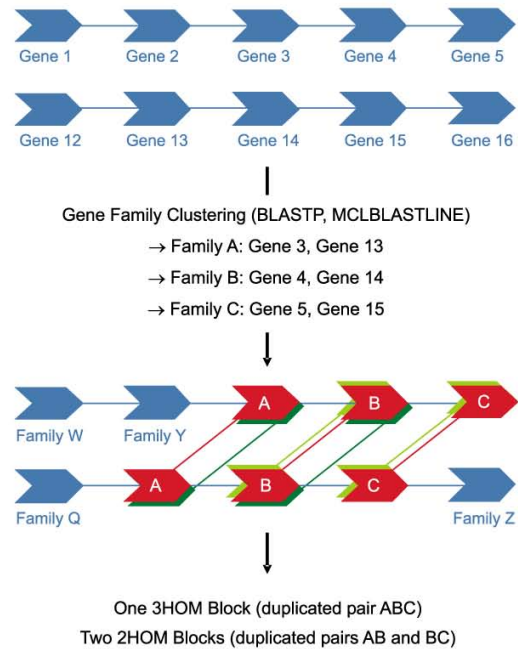 Gene 1 Gene 2 Gene 3 Gene 4 Gene 5
Gene 12 Gene 13 Gene 14 Gene 15 Gene 16
Gene Family Clustering (BLASTP, MCLBLASTLINE)
→ Family A: Gene 3, Gene 13
→ Family B: Gene 4, Gene 14
→ Family C: Gene 5, Gene 15
A B C
Family W Family Y
A B C
Family Q Family Z
One 3HOM Block (duplicated pair ABC)
Two 2HOM Blocks (duplicated pairs AB and BC)